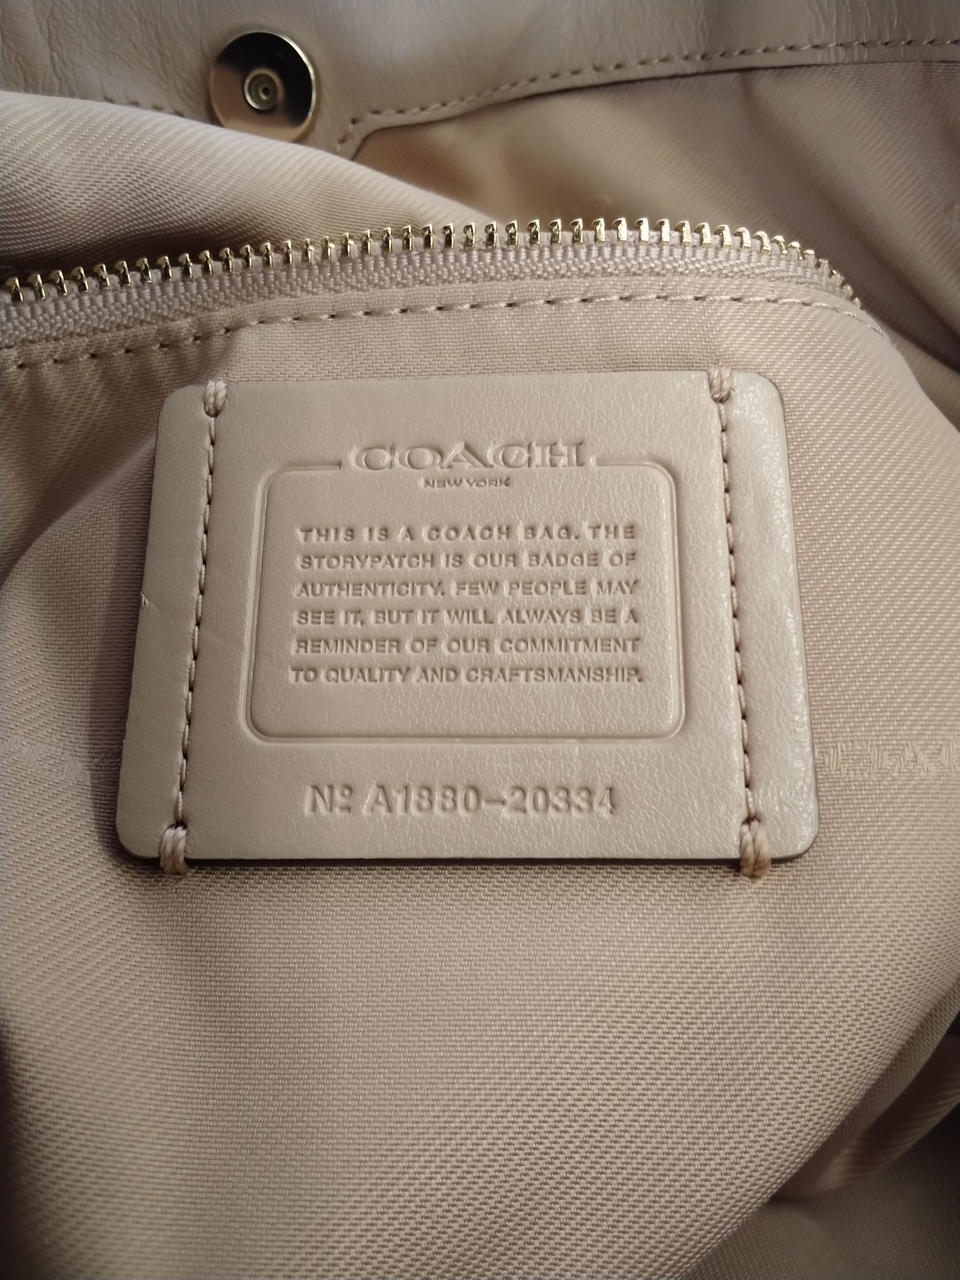 COACH
NEW YORK
THIS IS A COACH BAG. THE
STORYPATCH IS OUR BADGE OF
AUTHENTICITY. FEW PEOPLE MAY
SEE IT, BUT IT WILL ALWAYS BE A
REMINDER OF OUR COMMITMENT
TO QUALITY AND CRAFTSMANSHIP.
Nº A1880-20334